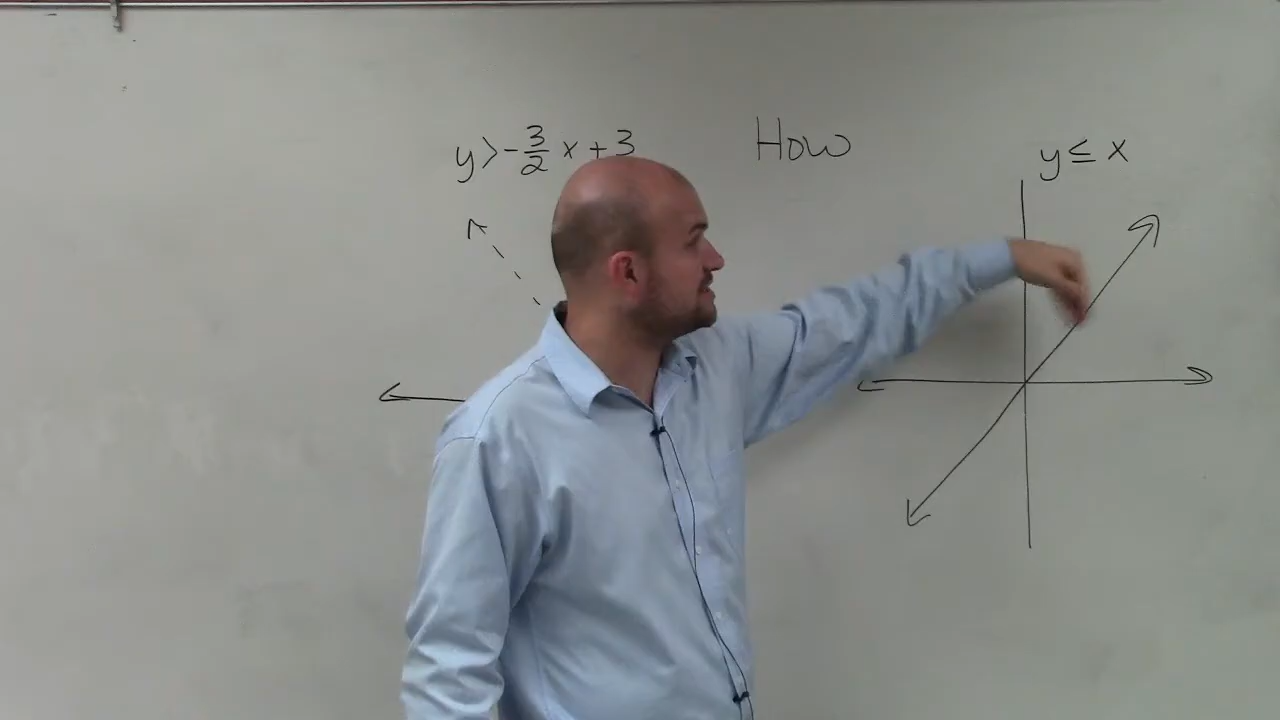 y > -3/2 x + 3
How
y ≤ x